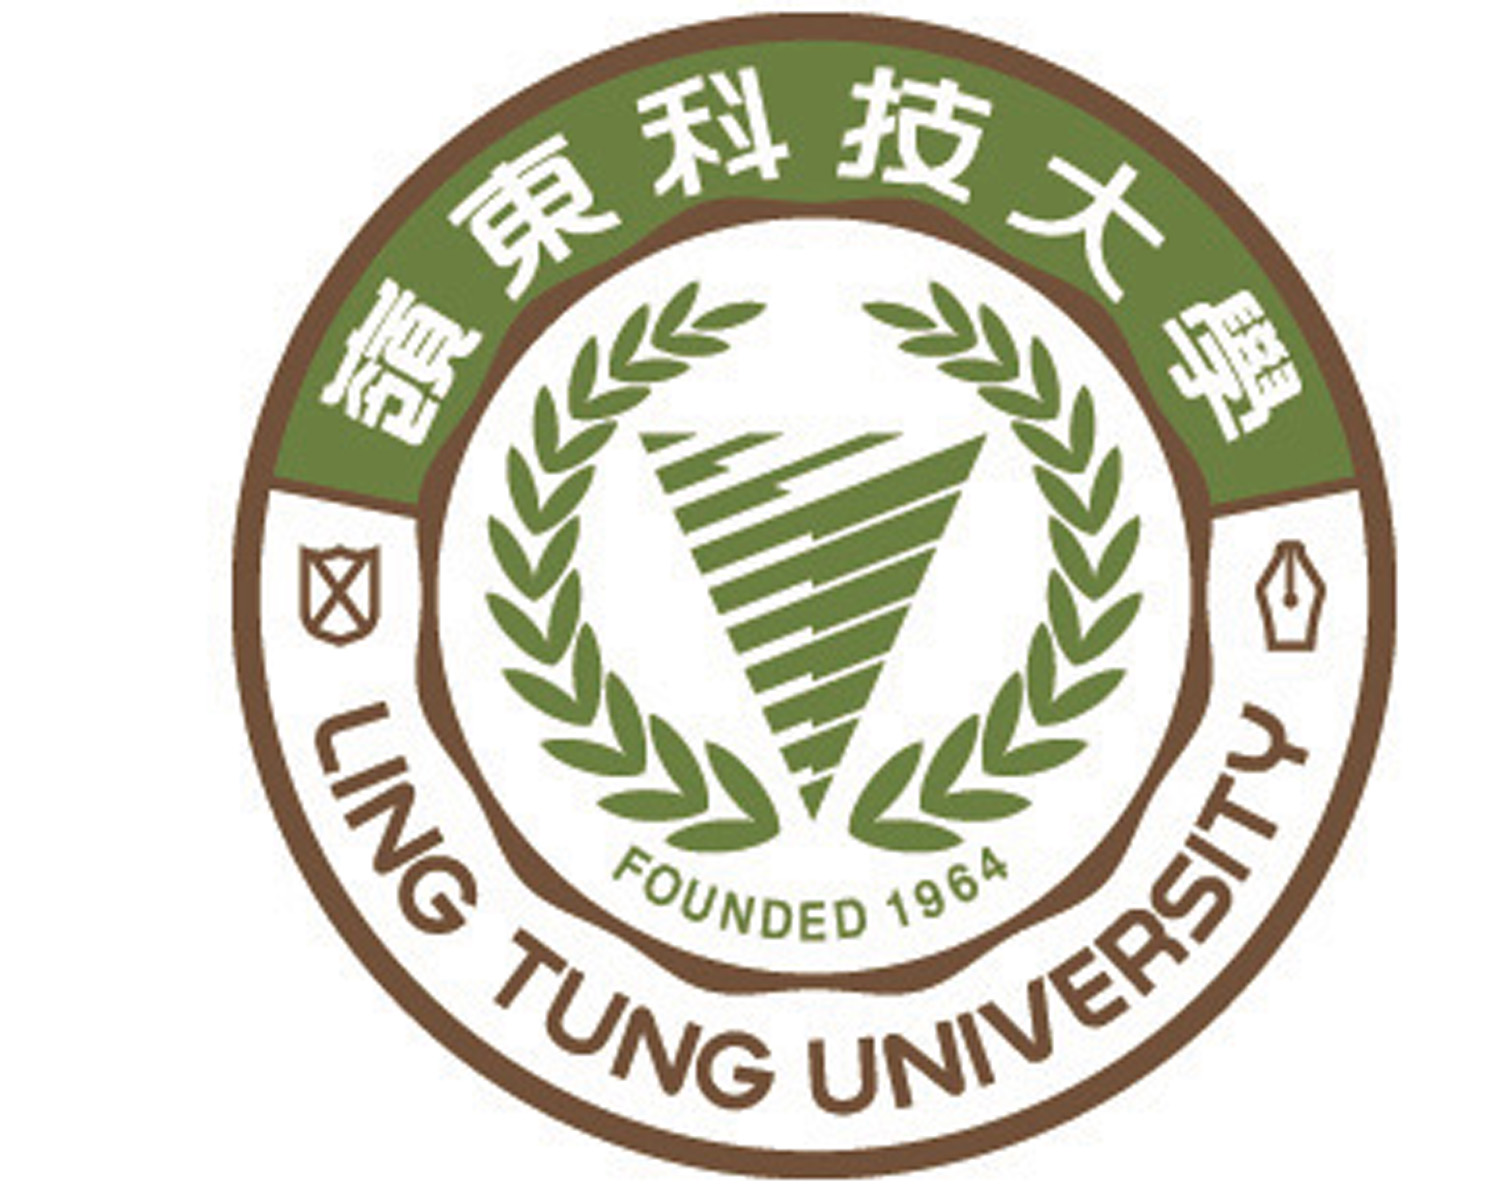 嶺東科技大學
FOUNDED 1964
LING TUNG UNIVERSITY